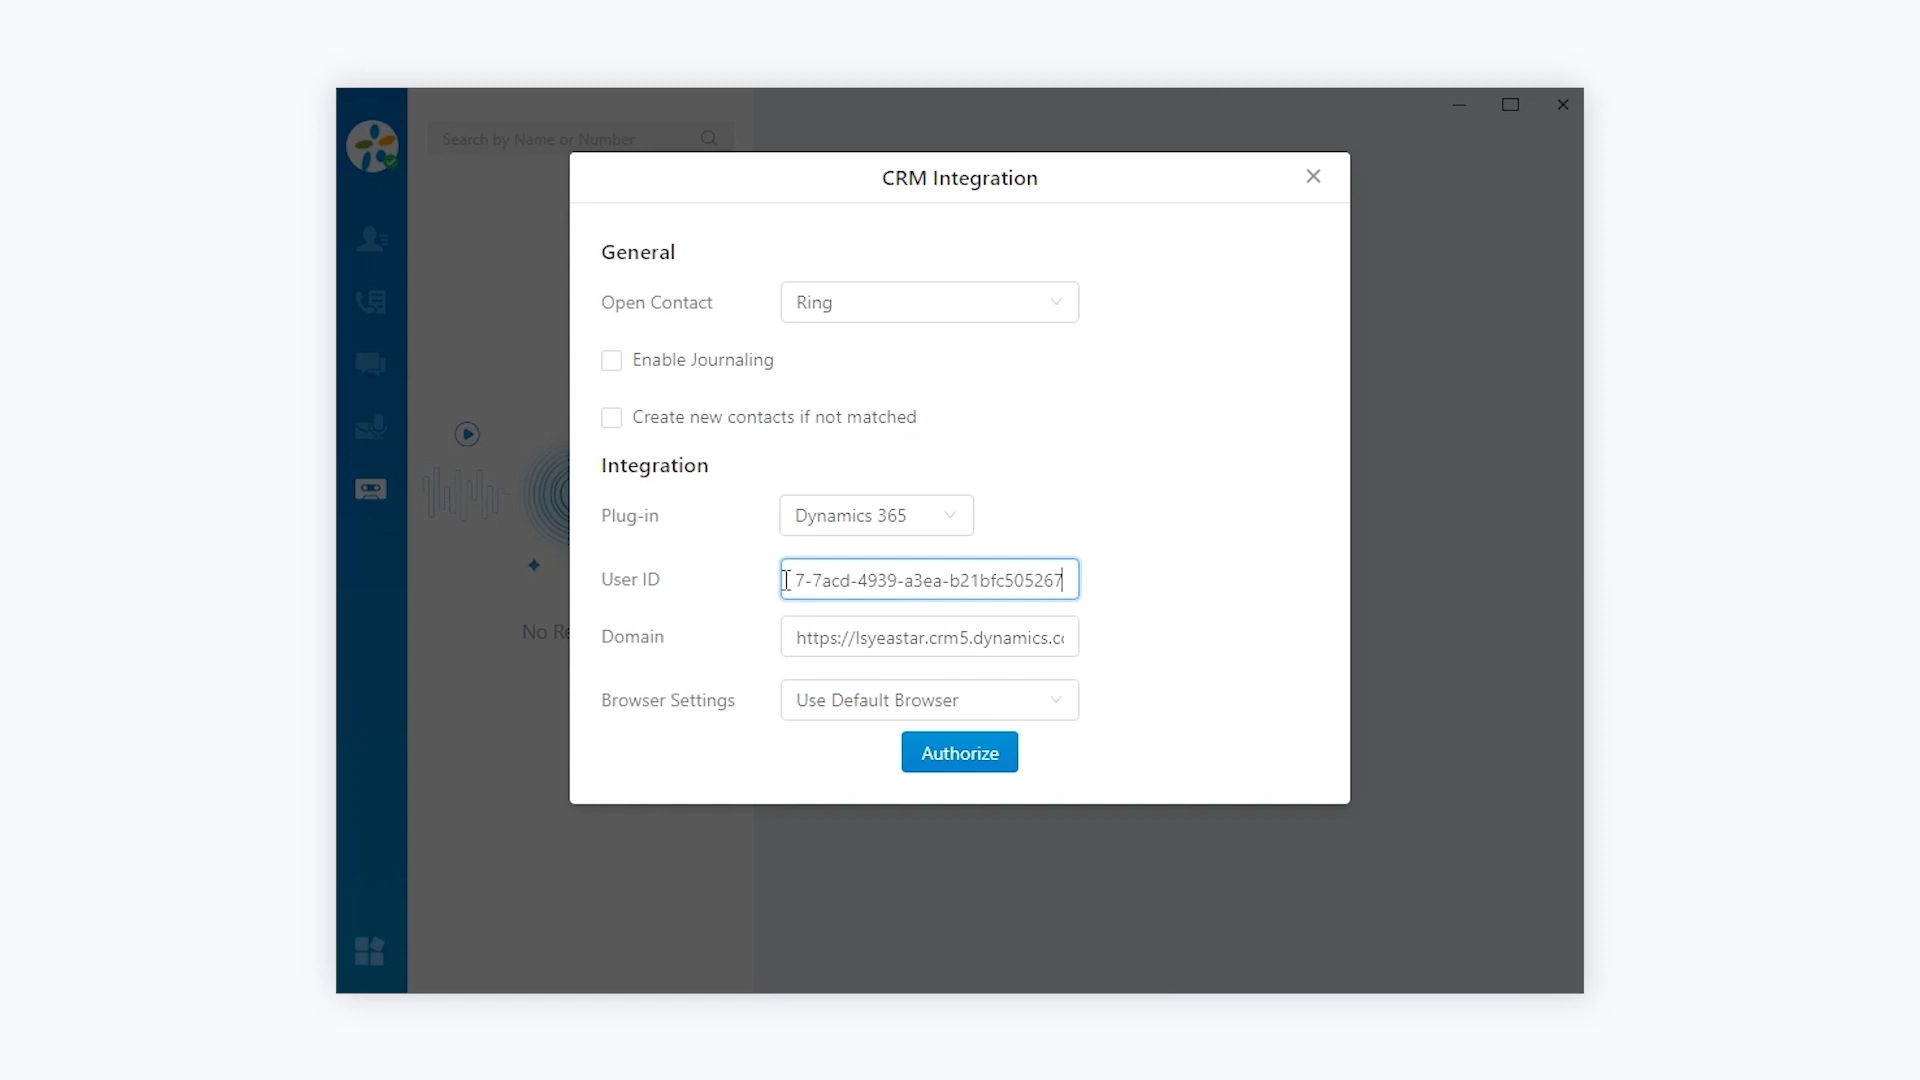 Search by Name or Number
CRM Integration
General
Open Contact
Ring
Enable Journaling
Create new contacts if not matched
Integration
Plug-in
Dynamics 365
User ID
7-7acd-4939-a3ea-b21bfc505267
No Re
Domain
https://lsyeastar.crm5.dynamics.co
Browser Settings
Use Default Browser
Authorize